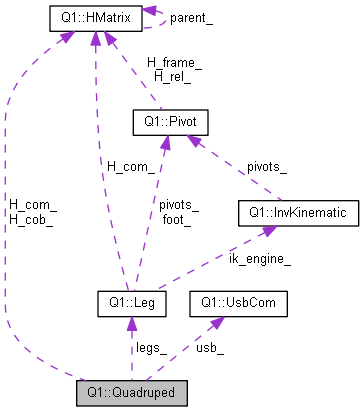 Q1::HMatrix
parent_
H_frame_
H_rel_
Q1::Pivot
H_com_
pivots_
H_com_
H_cob_
pivots_
foot_
Q1::InvKinematic
ik_engine_
Q1::Leg
Q1::UsbCom
legs_
usb_
Q1::Quadruped